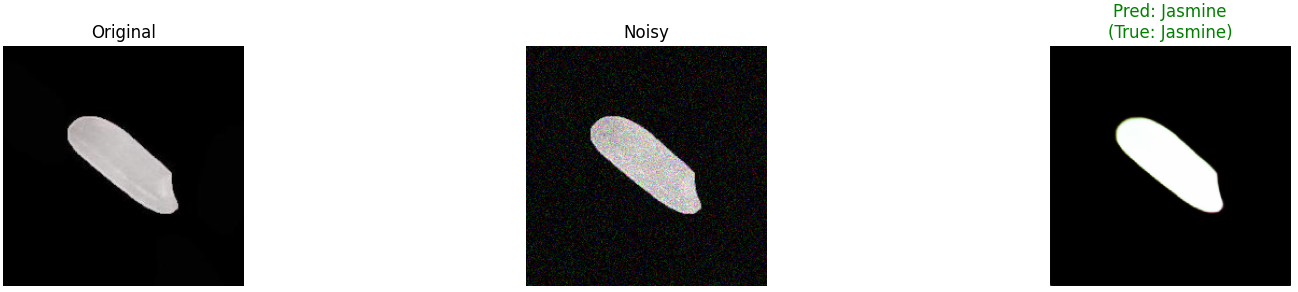 Original
Noisy
Pred: Jasmine
(True: Jasmine)